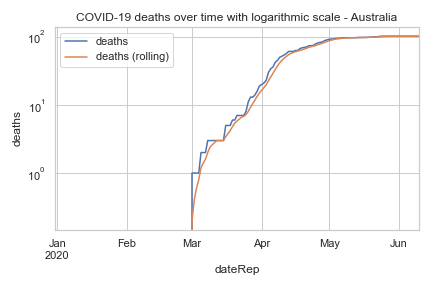 COVID-19 deaths over time with logarithmic scale - Australia
deaths
deaths (rolling)
10²
10¹
10⁰
deaths
Jan
2020
Feb
Mar
Apr
May
Jun
dateRep